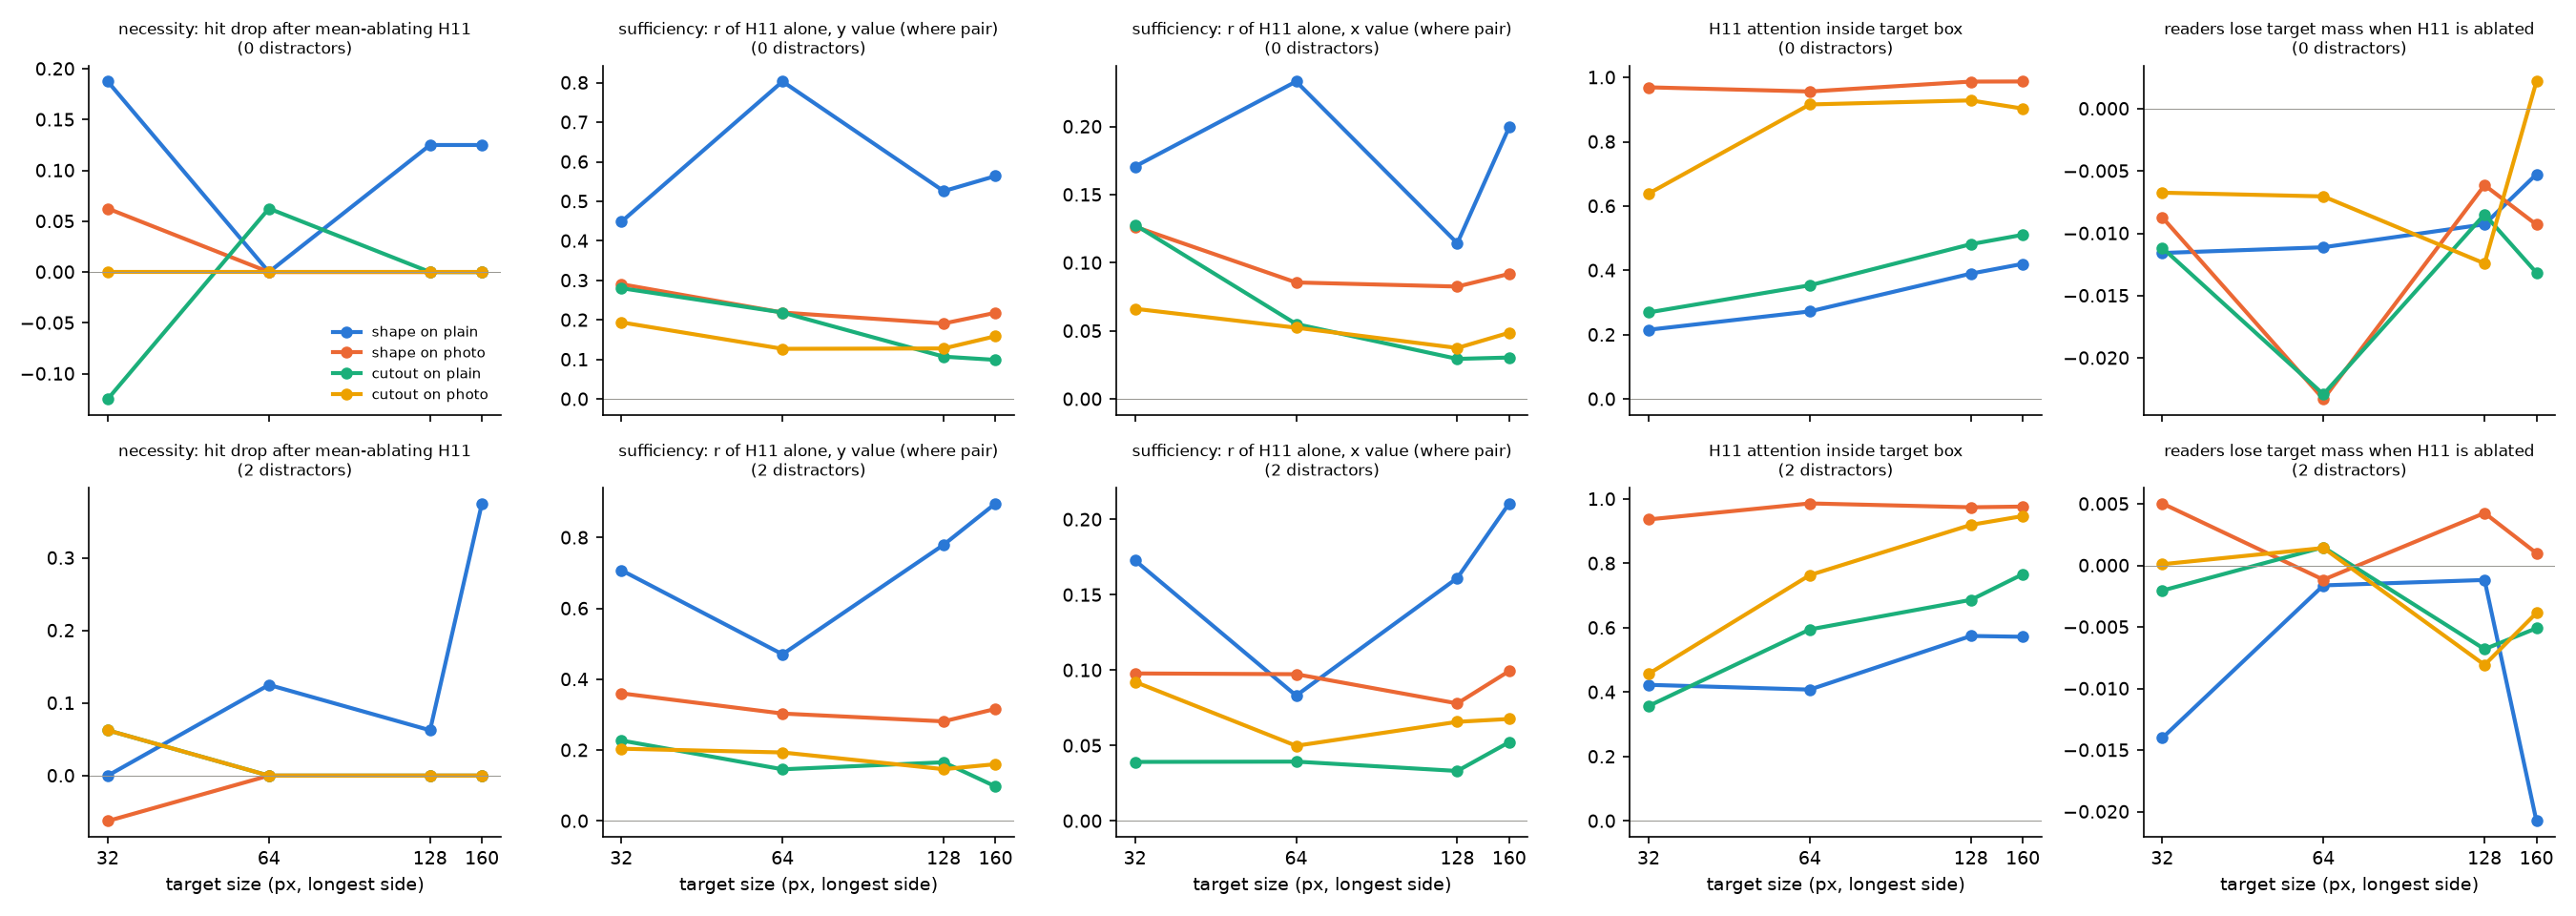 necessity: hit drop after mean-ablating H11
(0 distractors)
0.20
0.15
0.10
0.05
0.00
−0.05
−0.10
shape on plain
shape on photo
cutout on plain
cutout on photo
sufficiency: r of H11 alone, y value (where pair)
(0 distractors)
0.8
0.7
0.6
0.5
0.4
0.3
0.2
0.1
0.0
sufficiency: r of H11 alone, x value (where pair)
(0 distractors)
0.20
0.15
0.10
0.05
0.00
H11 attention inside target box
(0 distractors)
1.0
0.8
0.6
0.4
0.2
0.0
readers lose target mass when H11 is ablated
(0 distractors)
0.000
−0.005
−0.010
−0.015
−0.020
necessity: hit drop after mean-ablating H11
(2 distractors)
0.3
0.2
0.1
0.0
32 64 128 160
target size (px, longest side)
sufficiency: r of H11 alone, y value (where pair)
(2 distractors)
0.8
0.6
0.4
0.2
0.0
32 64 128 160
target size (px, longest side)
sufficiency: r of H11 alone, x value (where pair)
(2 distractors)
0.20
0.15
0.10
0.05
0.00
32 64 128 160
target size (px, longest side)
H11 attention inside target box
(2 distractors)
1.0
0.8
0.6
0.4
0.2
0.0
32 64 128 160
target size (px, longest side)
readers lose target mass when H11 is ablated
(2 distractors)
0.005
0.000
−0.005
−0.010
−0.015
−0.020
32 64 128 160
target size (px, longest side)